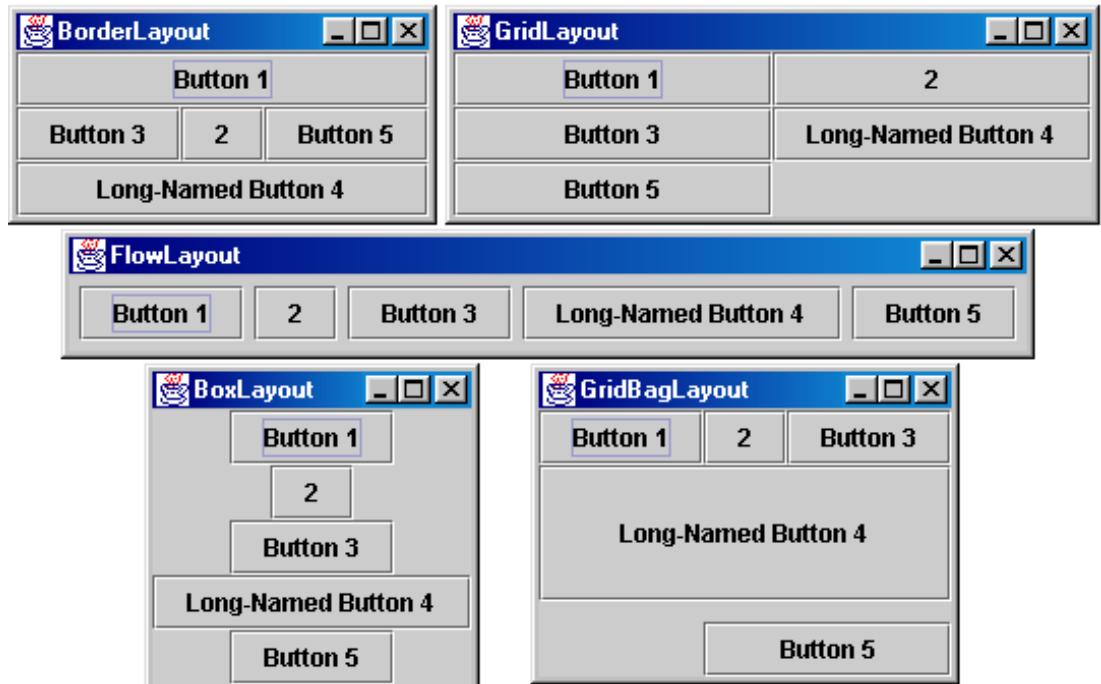 BorderLayout
Button 1
Button 3 2 Button 5
Long-Named Button 4
GridLayout
Button 1 2
Button 3 Long-Named Button 4
Button 5
FlowLayout
Button 1 2 Button 3 Long-Named Button 4 Button 5
BoxLayout
Button 1
2
Button 3
Long-Named Button 4
Button 5
GridBagLayout
Button 1 2 Button 3
Long-Named Button 4
Button 5